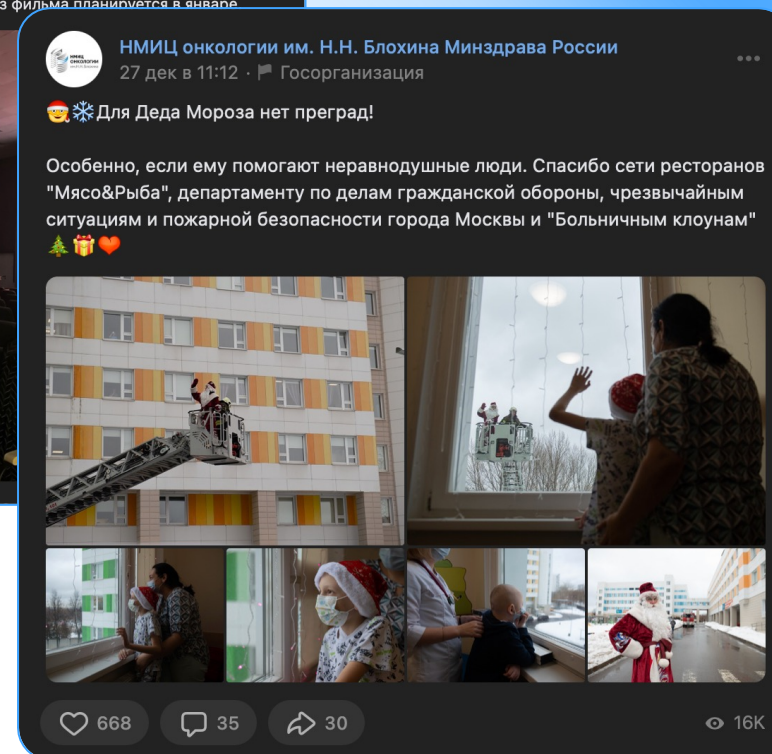 з фильма планируется в январе
НМИЦ онкологии им. Н.Н. Блохина Минздрава России
27 дек в 11:12 · Госорганизация
🎅❄️Для Деда Мороза нет преград!
Особенно, если ему помогают неравнодушные люди. Спасибо сети ресторанов
"Мясо&Рыба", департаменту по делам гражданской обороны, чрезвычайным
ситуациям и пожарной безопасности города Москвы и "Больничным клоунам"
🎄🎁❤️
668 35 30 16K